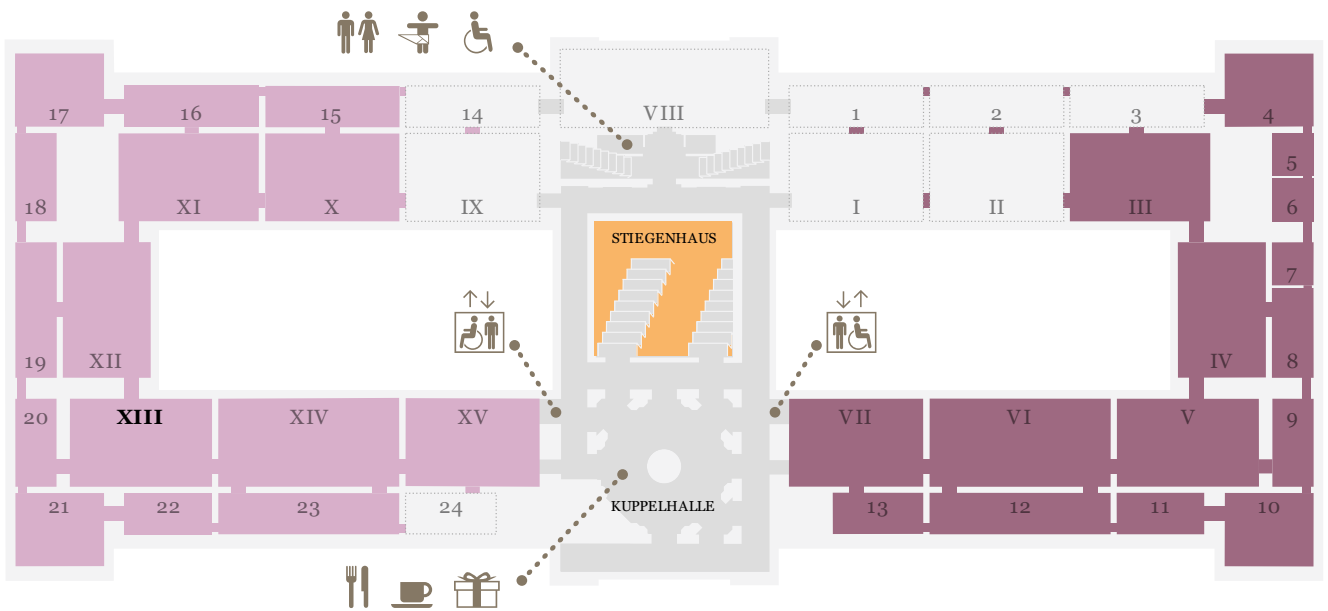 17
16
15
14
VIII
1
2
3
4
18
XI
X
IX
I
II
III
5
6
STIEGENHAUS
7
19
XII
IV
8
20
XIII
XIV
XV
VII
VI
V
9
21
22
23
24
KUPPELHALLE
13
12
11
10